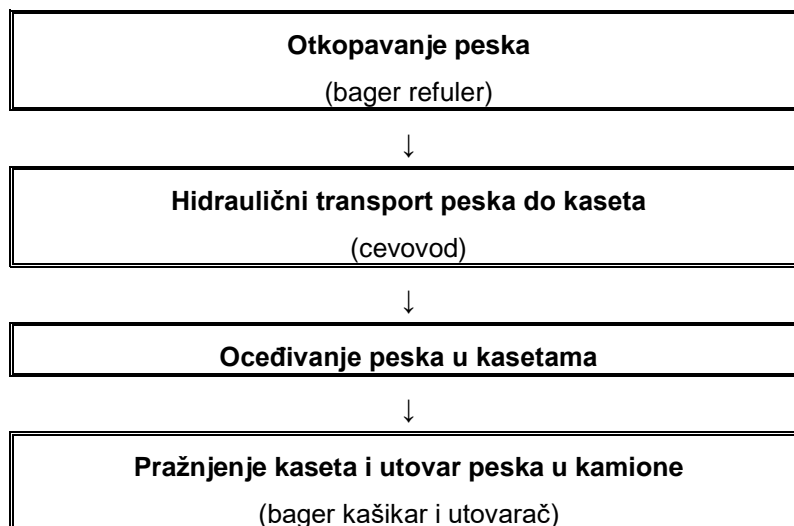 Otkopavanje peska
(bager refuler)
↓
Hidraulični transport peska do kaseta
(cevovod)
↓
Oceđivanje peska u kasetama
↓
Pražnjenje kaseta i utovar peska u kamione
(bager kašikar i utovarač)